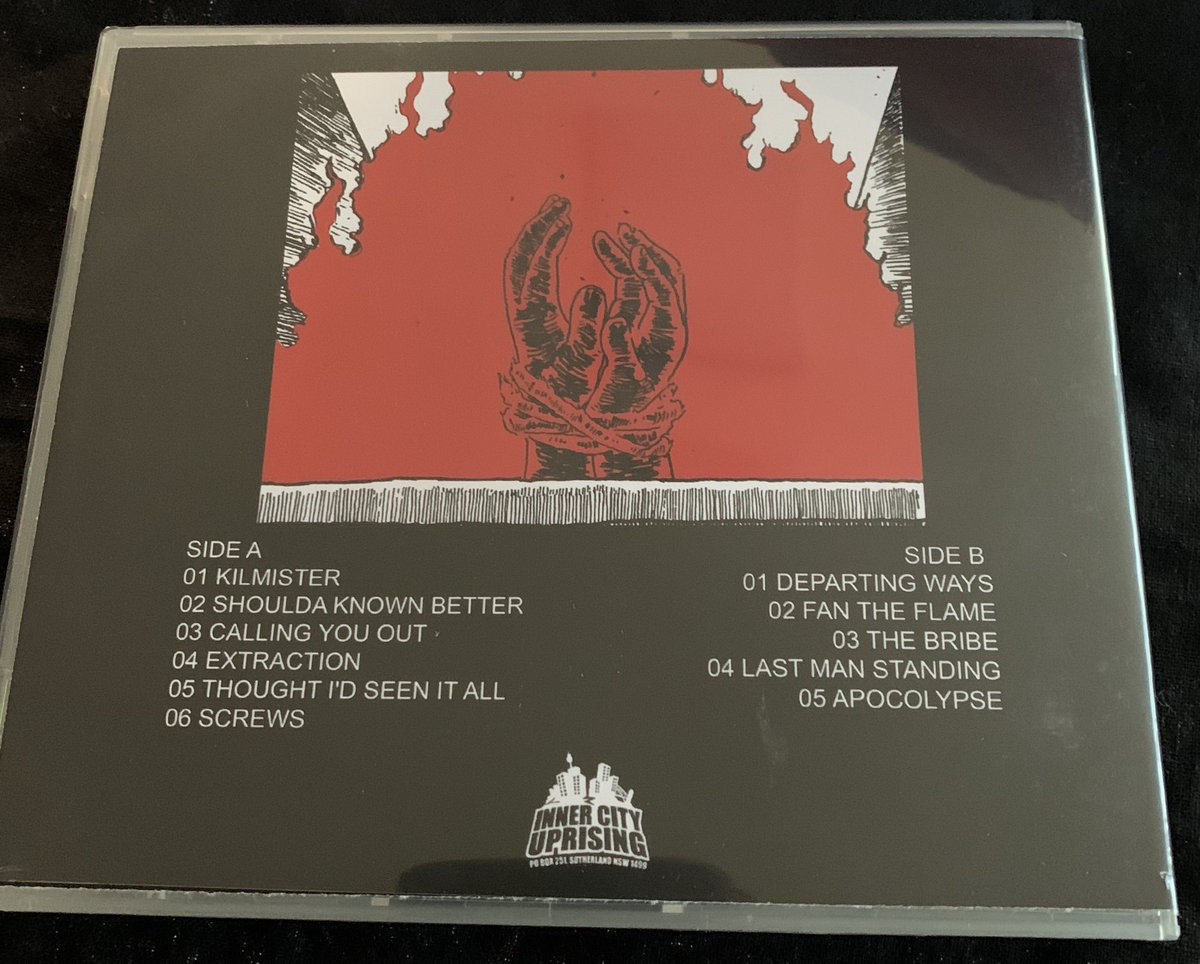 SIDE A
01 KILMISTER
02 SHOULDA KNOWN BETTER
03 CALLING YOU OUT
04 EXTRACTION
05 THOUGHT I'D SEEN IT ALL
06 SCREWS
SIDE B
01 DEPARTING WAYS
02 FAN THE FLAME
03 THE BRIBE
04 LAST MAN STANDING
05 APOCOLYPSE
INNER CITY
UPRISING
PO BOX 251 SUTHERLAND NSW 1499